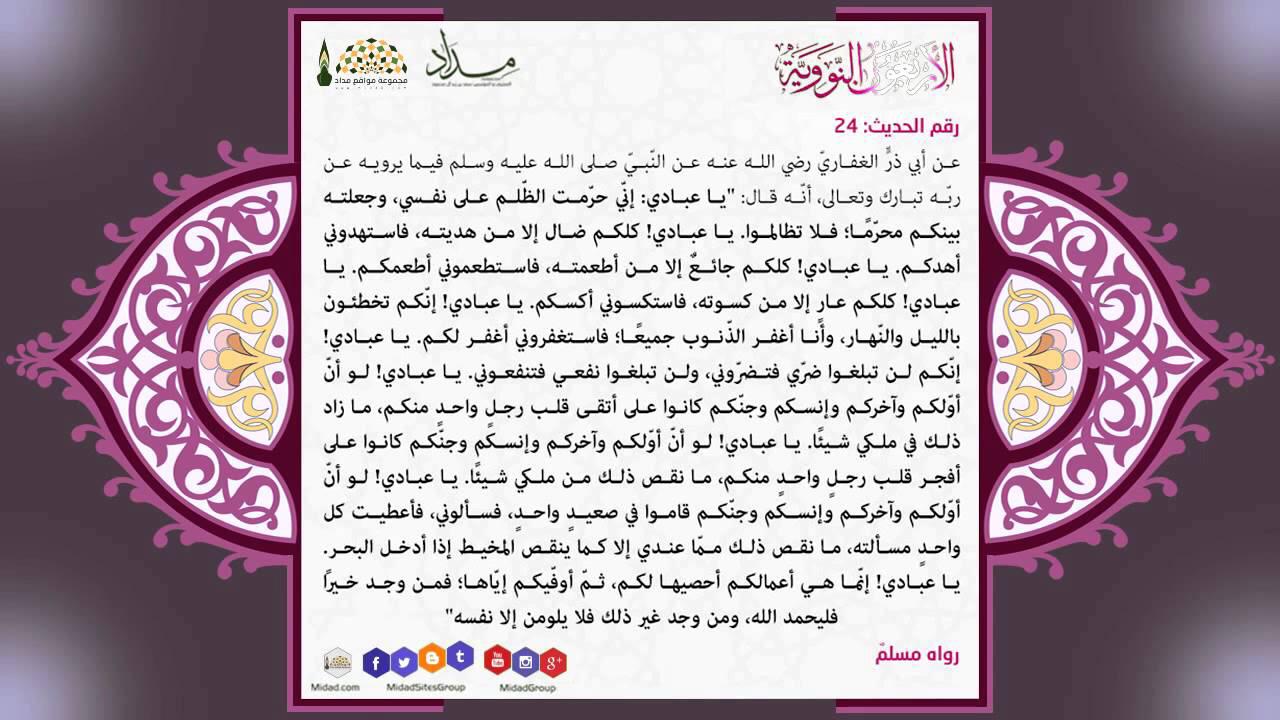 الأربعون النووية
مداد
مجموعة مواقع مداد
رقم الحديث: 24
عن أبي ذرٍّ الغفاريّ رضي الله عنه عن النّبيّ صلى الله عليه وسلم فيما يرويه عن
ربّه تبارك وتعالى، أنّه قال: "يا عبادي: إنّي حرّمت الظّلم على نفسي، وجعلته
بينكم محرّمًا؛ فلا تظالموا. يا عبادي! كلكم ضال إلا من هديته، فاستهدوني
أهدكم. يا عبادي! كلكم جائعٌ إلا من أطعمته، فاستطعموني أطعمكم. يا
عبادي! كلكم عارٍ إلا من كسوته، فاستكسوني أكسكم. يا عبادي! إنّكم تخطئون
بالليل والنّهار، وأنا أغفر الذّنوب جميعًا؛ فاستغفروني أغفر لكم. يا عبادي!
إنّكم لن تبلغوا ضرّي فتضرّوني، ولن تبلغوا نفعي فتنفعوني. يا عبادي! لو أنّ
أوّلكم وآخركم وإنسكم وجنّكم كانوا على أتقى قلب رجلٍ واحدٍ منكم، ما زاد
ذلك في ملكي شيئًا. يا عبادي! لو أنّ أوّلكم وآخركم وإنسكم وجنّكم كانوا على
أفجر قلب رجلٍ واحدٍ منكم، ما نقص ذلك من ملكي شيئًا. يا عبادي! لو أنّ
أوّلكم وآخركم وإنسكم وجنّكم قاموا في صعيدٍ واحدٍ، فسألوني، فأعطيت كل
واحدٍ مسألته، ما نقص ذلك ممّا عندي إلا كما ينقص المخيط إذا أدخل البحر.
يا عبادي! إنّما هي أعمالكم أحصيها لكم، ثمّ أوفّيكم إيّاها؛ فمن وجد خيرًا
فليحمد الله، ومن وجد غير ذلك فلا يلومن إلا نفسه"
رواه مسلمٌ
You Tube
g+
Midad.com
MidadSitesGroup
MidadGroup